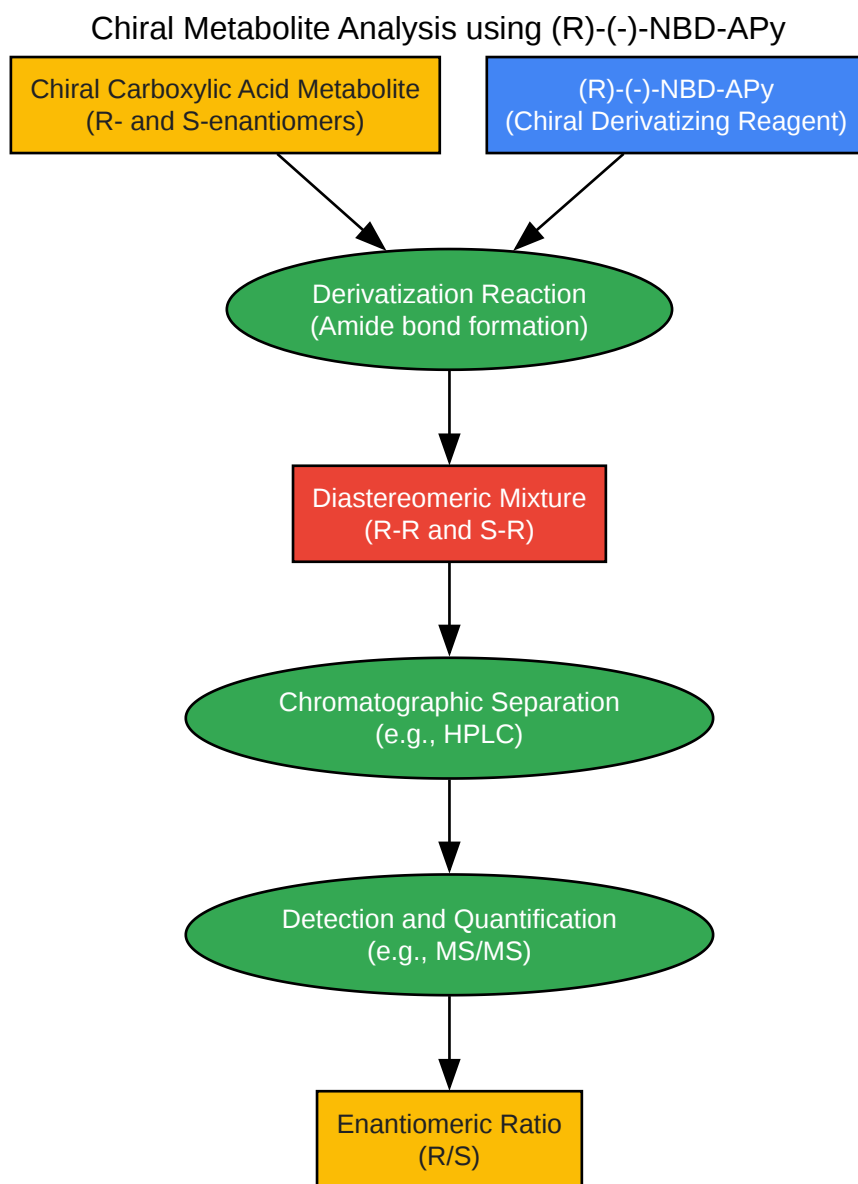 Chiral Metabolite Analysis using (R)-(-)-NBD-APy
Chiral Carboxylic Acid Metabolite
(R- and S-enantiomers)
(R)-(-)-NBD-APy
(Chiral Derivatizing Reagent)
Derivatization Reaction
(Amide bond formation)
Diastereomeric Mixture
(R-R and S-R)
Chromatographic Separation
(e.g., HPLC)
Detection and Quantification
(e.g., MS/MS)
Enantiomeric Ratio
(R/S)